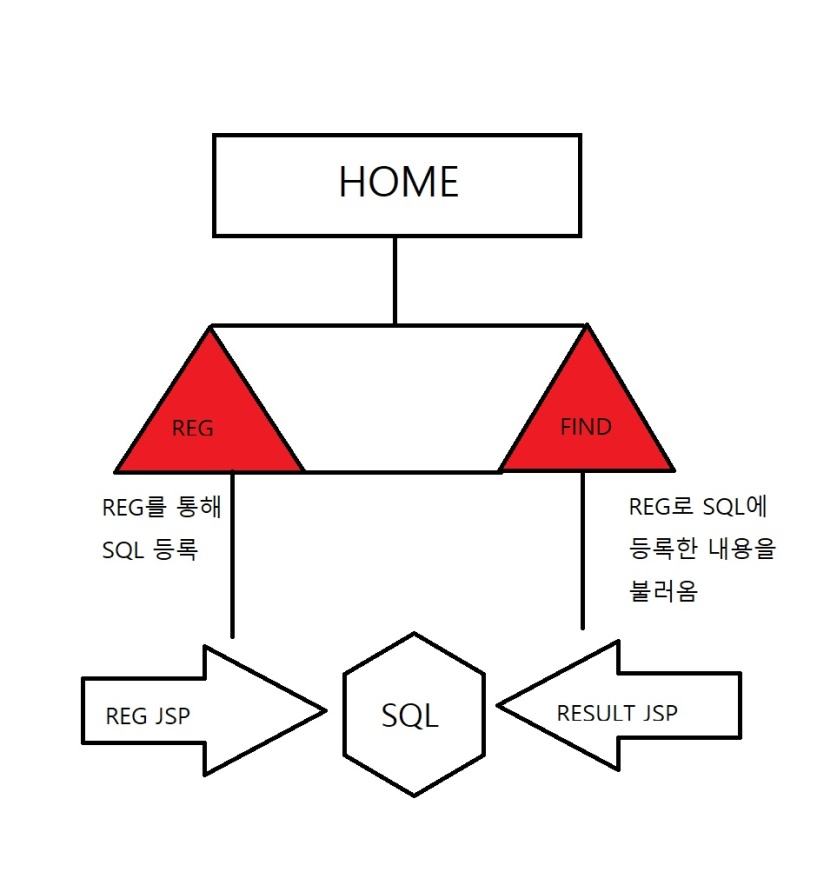 HOME
REG
FIND
REG를 통해
SQL 등록
REG로 SQL에
등록한 내용을
불러옴
REG JSP
SQL
RESULT JSP